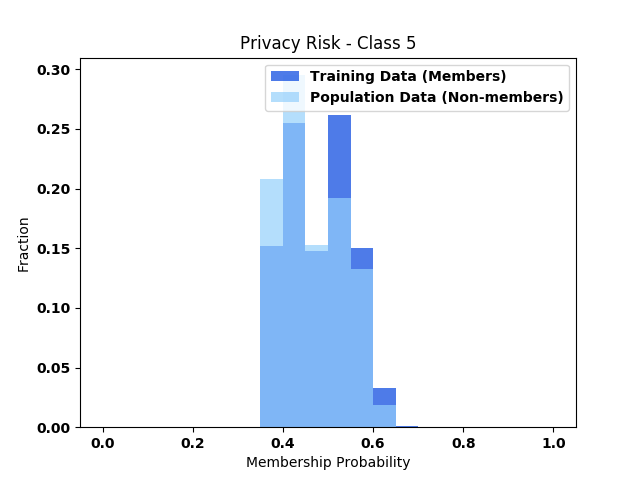 Privacy Risk - Class 5
Training Data (Members)
Population Data (Non-members)
0.30
0.25
0.20
0.15
0.10
0.05
0.00
Fraction
0.0 0.2 0.4 0.6 0.8 1.0
Membership Probability